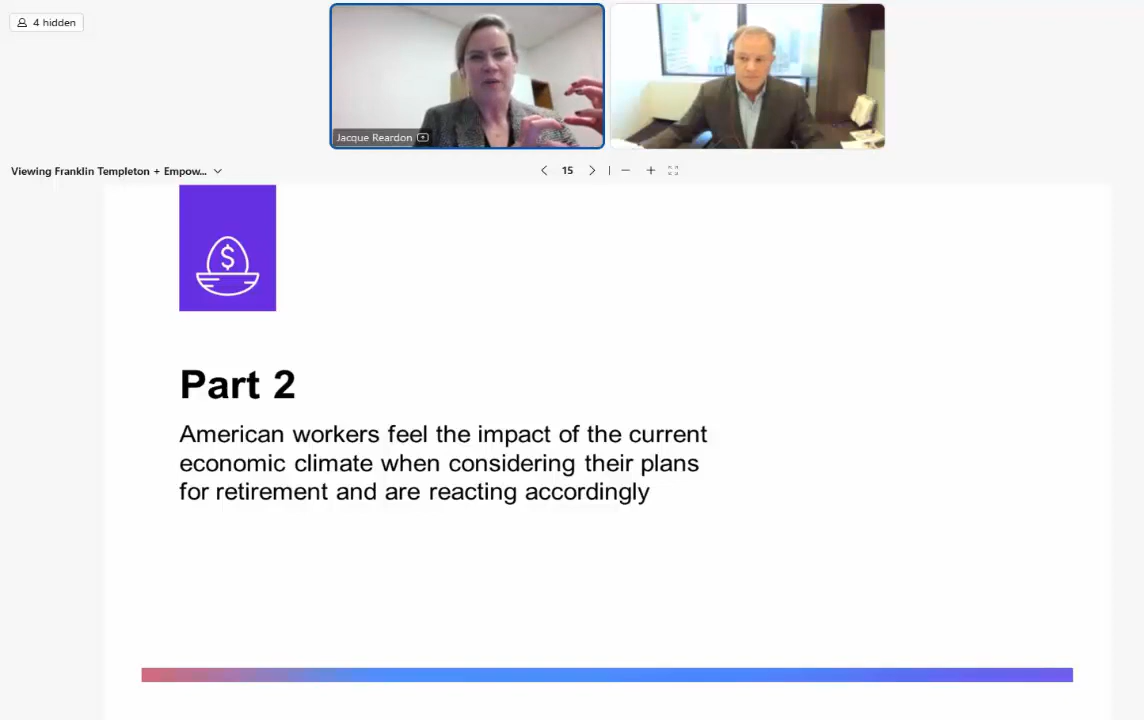 4 hidden
Jacque Reardon
Viewing Franklin Templeton + Empow...
15
$
Part 2
American workers feel the impact of the current
economic climate when considering their plans
for retirement and are reacting accordingly